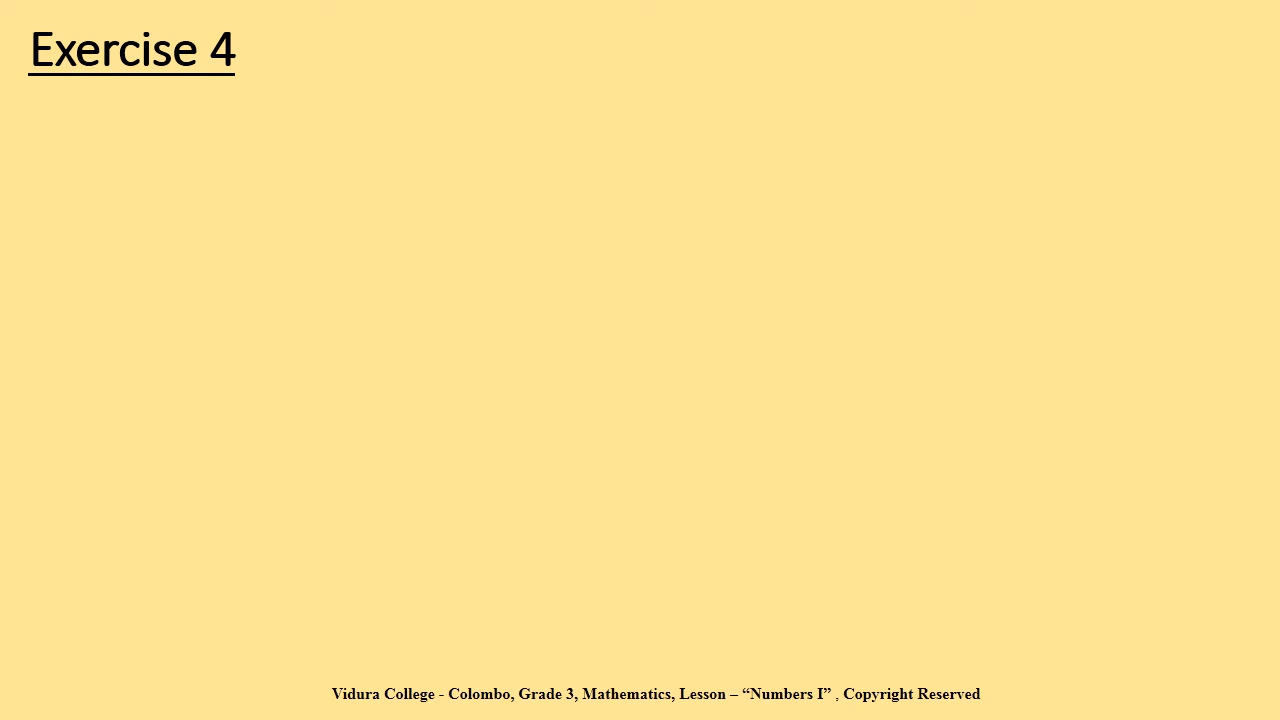 Exercise 4
Vidura College - Colombo, Grade 3, Mathematics, Lesson – “Numbers I” , Copyright Reserved